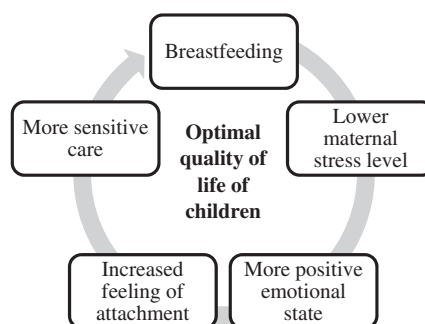 Breastfeeding
Lower
maternal
stress level
More positive
emotional
state
Increased
feeling of
attachment
More sensitive
care
Optimal
quality of
life of
children